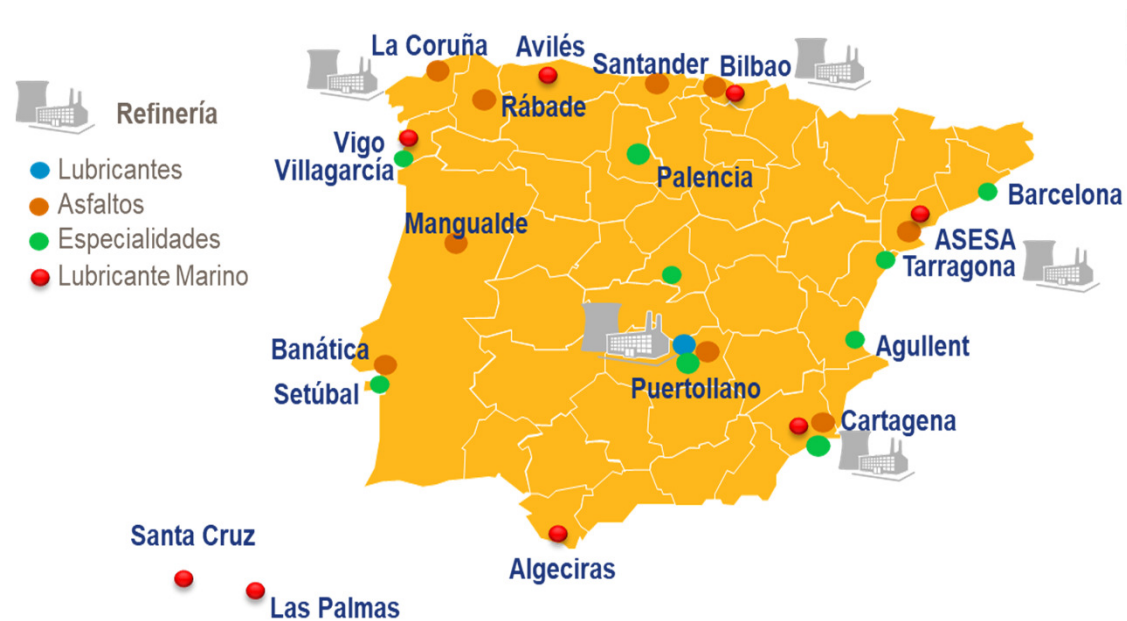 Refinería
Lubricantes
Asfaltos
Especialidades
Lubricante Marino
La Coruña
Avilés
Santander
Bilbao
Rábade
Vigo
Villagarcía
Palencia
Barcelona
Mangualde
ASESA
Tarragona
Banática
Setúbal
Puertollano
Agullent
Cartagena
Algeciras
Santa Cruz
Las Palmas